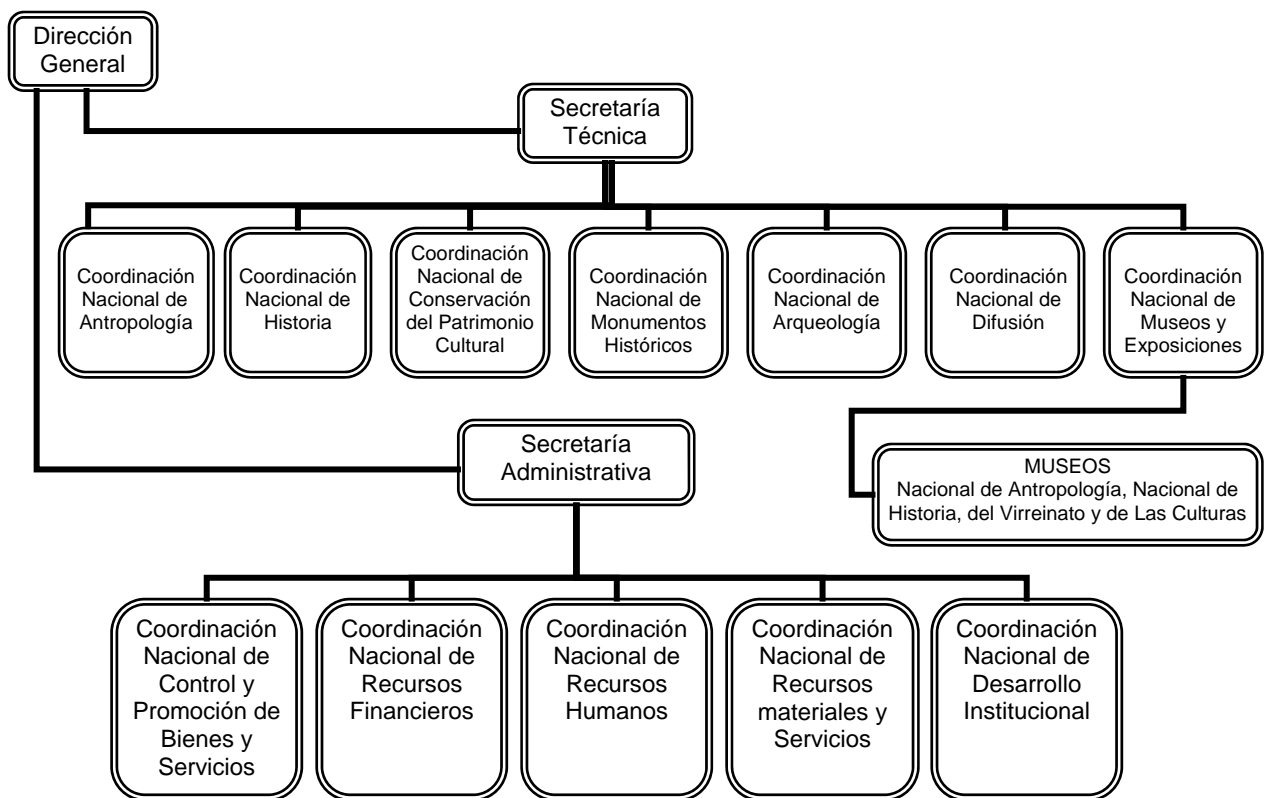 Dirección
General
Secretaría
Técnica
Coordinación
Nacional de
Antropología
Coordinación
Nacional de
Historia
Coordinación
Nacional de
Conservación
del Patrimonio
Cultural
Coordinación
Nacional de
Monumentos
Históricos
Coordinación
Nacional de
Arqueología
Coordinación
Nacional de
Difusión
Coordinación
Nacional de
Museos y
Exposiciones
Secretaría
Administrativa
MUSEOS
Nacional de Antropología, Nacional de
Historia, del Virreinato y de Las Culturas
Coordinación
Nacional de
Control y
Promoción de
Bienes y
Servicios
Coordinación
Nacional de
Recursos
Financieros
Coordinación
Nacional de
Recursos
Humanos
Coordinación
Nacional de
Recursos
materiales y
Servicios
Coordinación
Nacional de
Desarrollo
Institucional